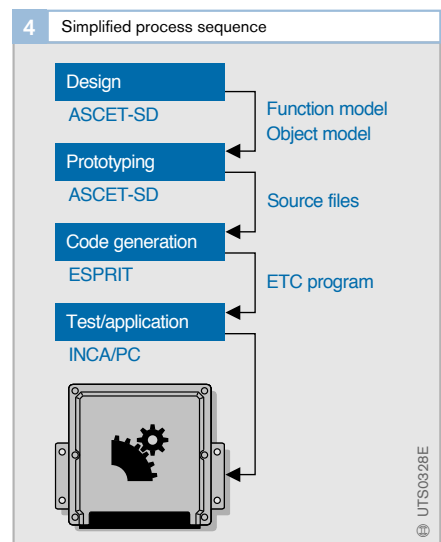 4 Simplified process sequence
Design
ASCET-SD
Function model
Object model
Prototyping
ASCET-SD
Source files
Code generation
ESPRIT
ETC program
Test/application
INCA/PC
UTS0328E